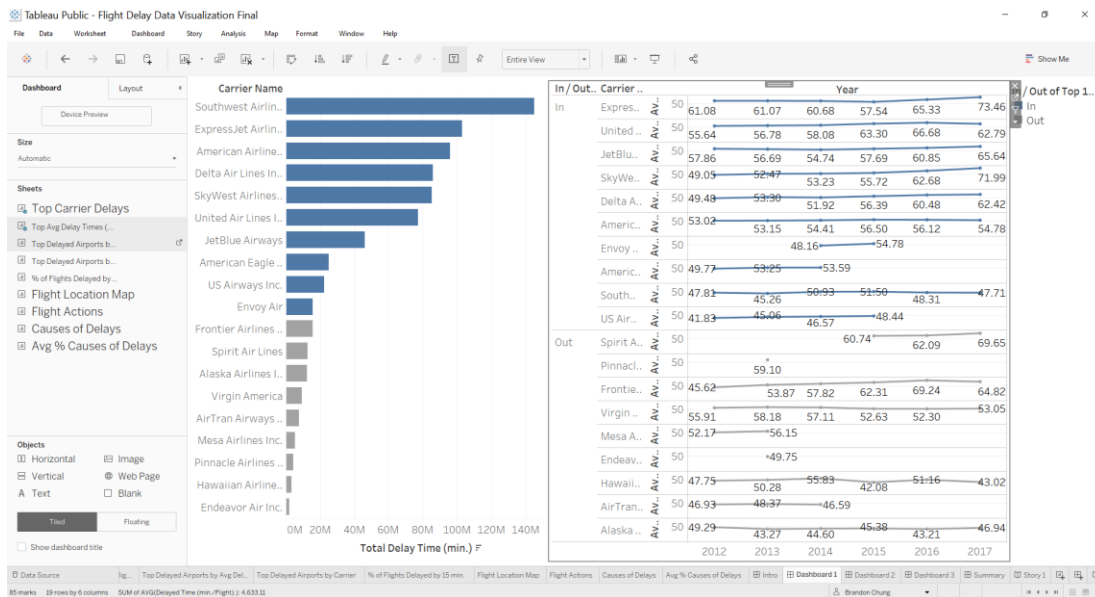 Tableau Public - Flight Delay Data Visualization Final
File Data Worksheet Dashboard Story Analysis Map Format Window Help
Entire View
Show Me
Dashboard Layout
Device Preview
Size
Automatic
Sheets
Top Carrier Delays
Top Avg Delay Times (...
Top Delayed Airports b...
Top Delayed Airports b...
% of Flights Delayed by...
Flight Location Map
Flight Actions
Causes of Delays
Avg % Causes of Delays
Objects
Horizontal Image
Vertical Web Page
A Text Blank
Tiled Floating
Show dashboard title
Carrier Name
Southwest Airlin..
ExpressJet Airlin..
American Airline..
Delta Air Lines In..
SkyWest Airlines..
United Air Lines I..
JetBlue Airways
American Eagle ..
US Airways Inc.
Envoy Air
Frontier Airlines ..
Spirit Air Lines
Alaska Airlines I..
Virgin America
AirTran Airways ..
Mesa Airlines Inc.
Pinnacle Airlines ..
Hawaiian Airline..
Endeavor Air Inc.
0M 20M 40M 60M 80M 100M 120M 140M
Total Delay Time (min.)
In / Out.. Carrier .. Year
In Expres.. Av.. 50 61.08 61.07 60.68 57.54 65.33 73.46
United .. Av.. 50 55.64 56.78 58.08 63.30 66.68 62.79
JetBlu.. Av.. 50 57.86 56.69 54.74 57.69 60.85 65.64
SkyWe.. Av.. 50 49.05 52.47 53.23 55.72 62.68 71.99
Delta A.. Av.. 50 49.48 53.30 51.92 56.39 60.48 62.42
Americ.. Av.. 50 53.02 53.15 54.41 56.50 56.12 54.78
Envoy .. Av.. 50 48.16 54.78
Americ.. Av.. 50 49.77 53.25 53.59
South.. Av.. 50 47.81 45.26 50.93 51.50 48.31 47.71
US Air.. Av.. 50 41.83 45.06 46.57 48.44
Out Spirit A.. Av.. 50 60.74 62.09 69.65
Pinnacl.. Av.. 50 59.10
Frontie.. Av.. 50 45.62 53.87 57.82 62.31 69.24 64.82
Virgin .. Av.. 50 55.91 58.18 57.11 52.63 52.30 53.05
Mesa A.. Av.. 50 52.17 56.15
Endeav.. Av.. 50 49.75
Hawaii.. Av.. 50 47.75 50.28 55.83 42.08 51.16 43.02
AirTran.. Av.. 50 46.93 48.37 46.59
Alaska .. Av.. 50 49.29 43.27 44.60 45.38 43.21 46.94
2012 2013 2014 2015 2016 2017
/ Out of Top 1..
In
Out
Data Source Top Delayed Airports by Avg Del... Top Delayed Airports by Carrier % of Flights Delayed by 15 min. Flight Location Map Flight Actions Causes of Delays Avg % Causes of Delays Intro Dashboard 1 Dashboard 2 Dashboard 3 Summary Story 1
85 marks 19 rows by 6 columns SUM of AVG(Delayed Time (min./Flight).): 4,633.11 Brandon Chung